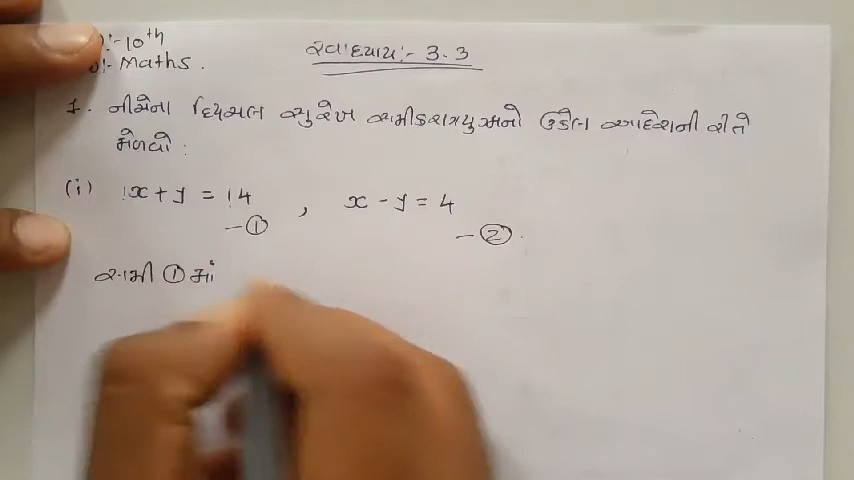 :-10th
:- Maths.
સ્વાધ્યાય:- 3.3
1. નીચેના દ્વિચલ સુરેખ સમીકરણયુગ્મનો ઉકેલ આદેશની રીતે
મેળવો:
(i) x + y = 14 , x - y = 4
—① —②.
સમી ① માં